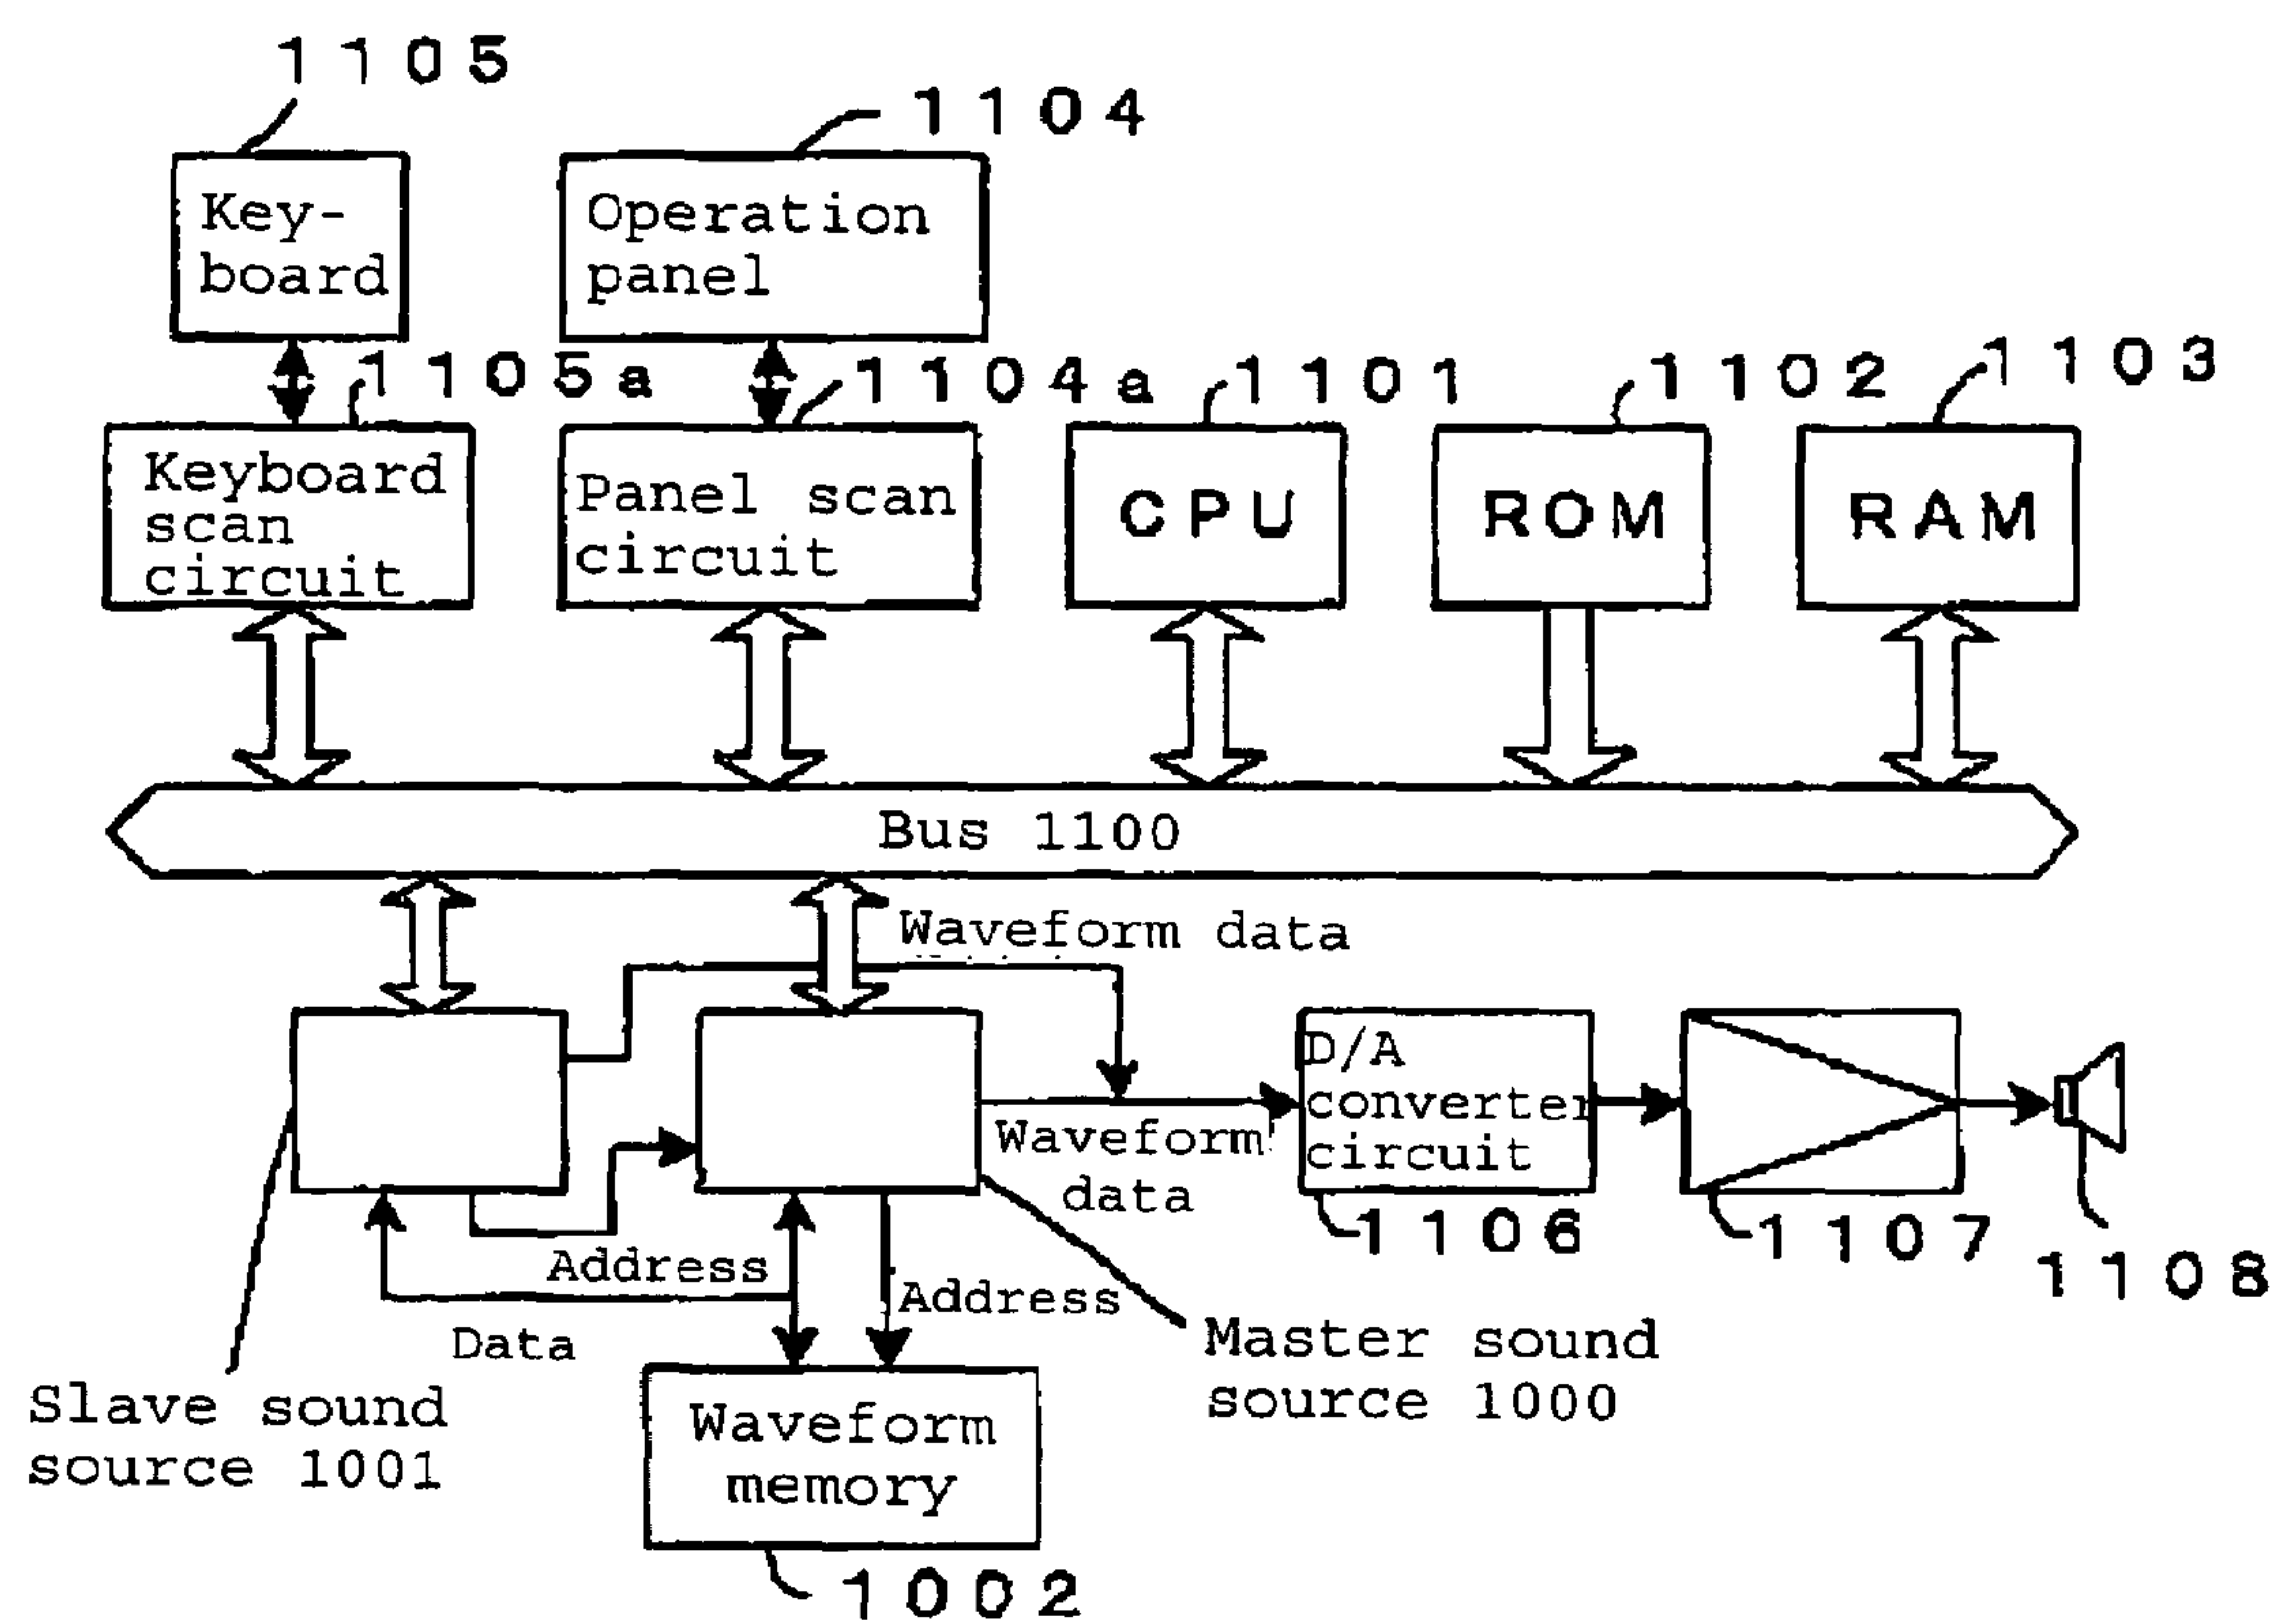 1105
1104
Key-
board
Operation
panel
1105a
1104a
1101
1102
1103
Keyboard
scan
circuit
Panel scan
circuit
CPU
ROM
RAM
Bus 1100
Waveform data
D/A
converter
circuit
Waveform
data
1106
1107
1108
Address
Address
Data
Master sound
source 1000
Slave sound
source 1001
Waveform
memory
1002